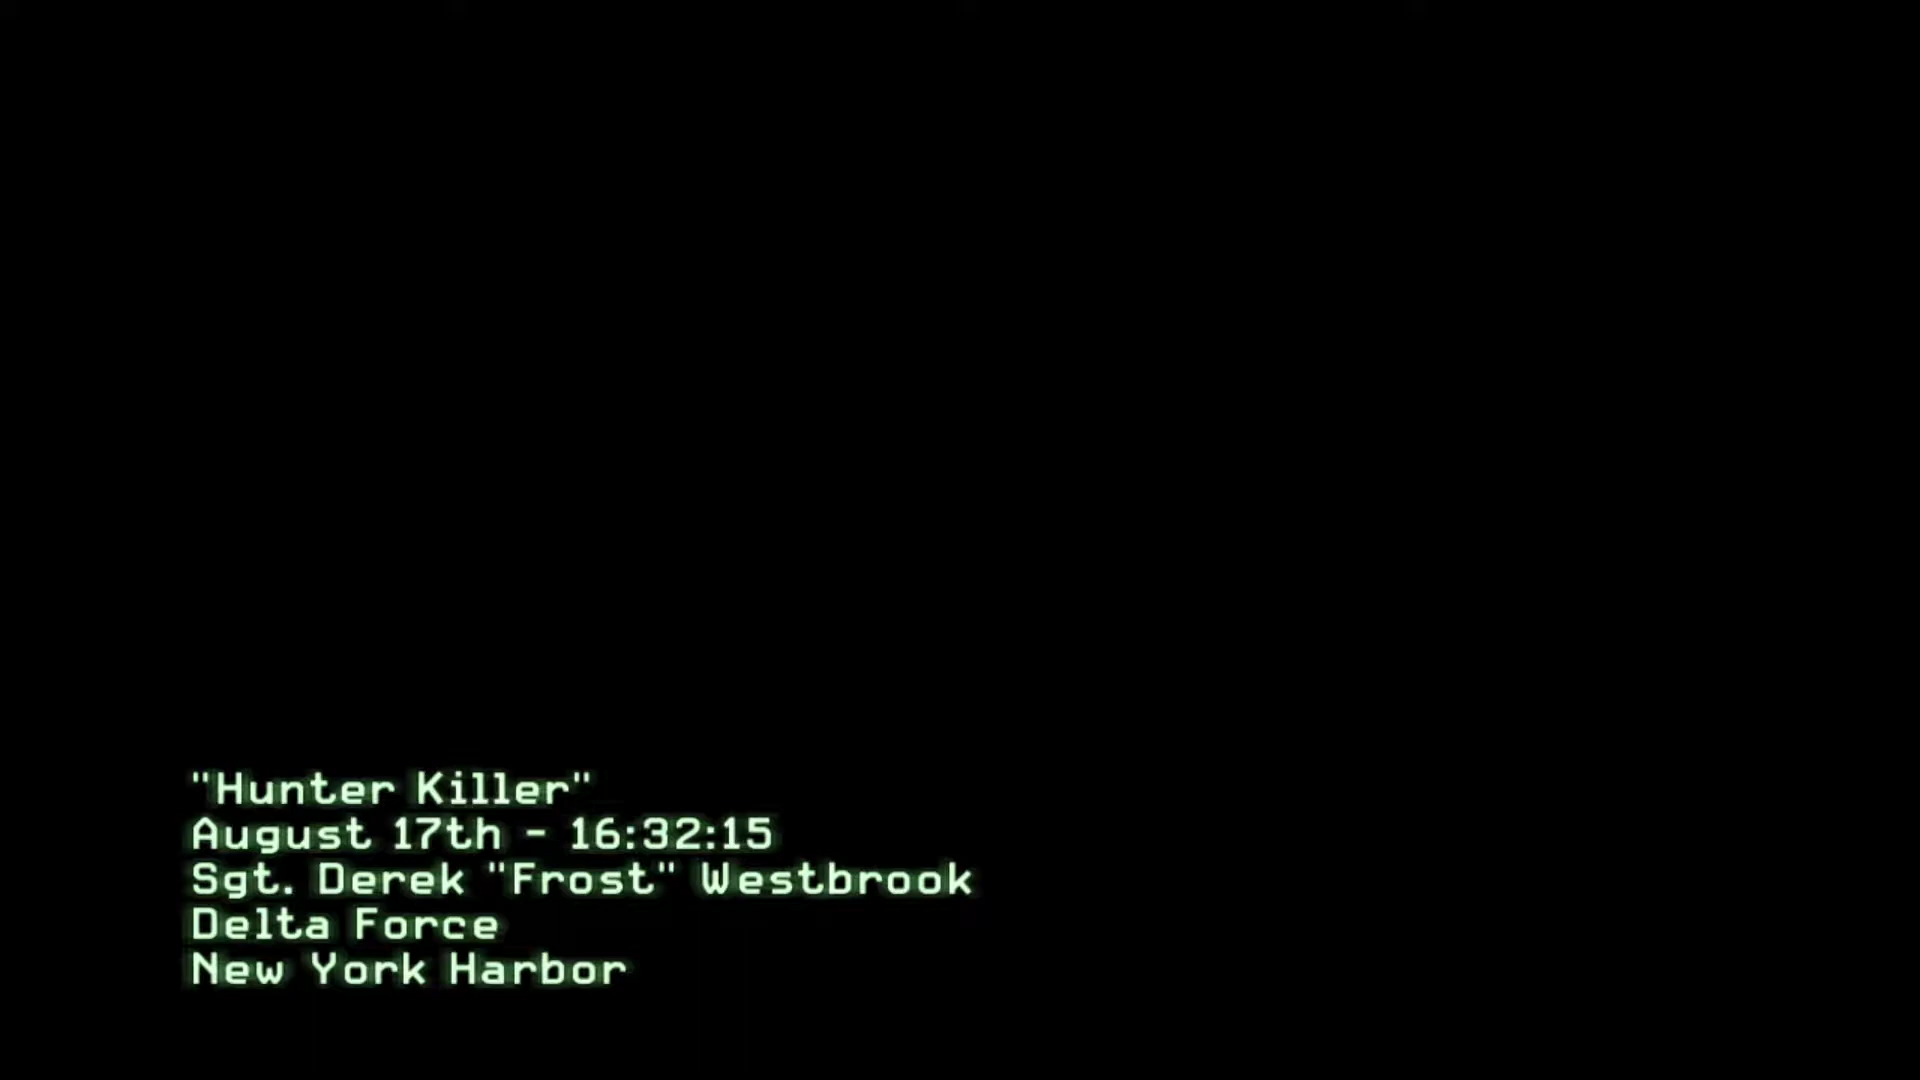 "Hunter Killer"
August 17th - 16:32:15
Sgt. Derek "Frost" Westbrook
Delta Force
New York Harbor